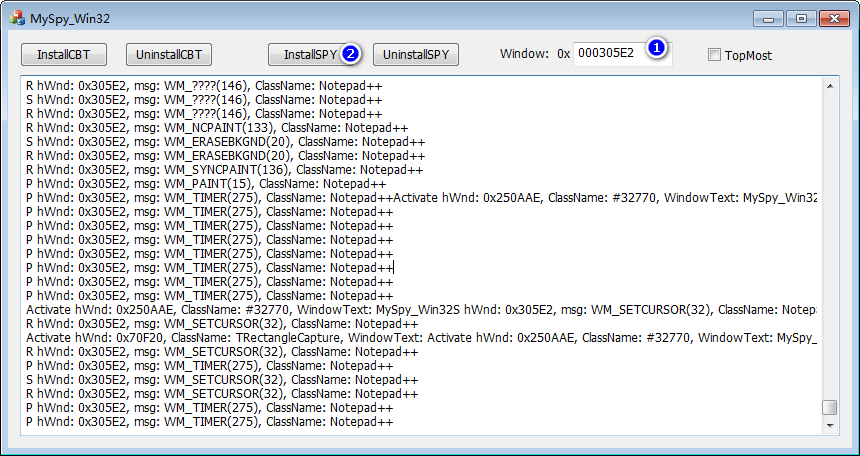 MySpy_Win32
InstallCBT UninstallCBT InstallSPY 2 UninstallSPY Window: 0x 000305E2 1 TopMost
R hWnd: 0x305E2, msg: WM_????(146), ClassName: Notepad++
S hWnd: 0x305E2, msg: WM_????(146), ClassName: Notepad++
R hWnd: 0x305E2, msg: WM_????(146), ClassName: Notepad++
R hWnd: 0x305E2, msg: WM_NCPAINT(133), ClassName: Notepad++
S hWnd: 0x305E2, msg: WM_ERASEBKGND(20), ClassName: Notepad++
R hWnd: 0x305E2, msg: WM_ERASEBKGND(20), ClassName: Notepad++
R hWnd: 0x305E2, msg: WM_SYNCPAINT(136), ClassName: Notepad++
P hWnd: 0x305E2, msg: WM_PAINT(15), ClassName: Notepad++
P hWnd: 0x305E2, msg: WM_TIMER(275), ClassName: Notepad++Activate hWnd: 0x250AAE, ClassName: #32770, WindowText: MySpy_Win32
P hWnd: 0x305E2, msg: WM_TIMER(275), ClassName: Notepad++
P hWnd: 0x305E2, msg: WM_TIMER(275), ClassName: Notepad++
P hWnd: 0x305E2, msg: WM_TIMER(275), ClassName: Notepad++
P hWnd: 0x305E2, msg: WM_TIMER(275), ClassName: Notepad++
P hWnd: 0x305E2, msg: WM_TIMER(275), ClassName: Notepad++
P hWnd: 0x305E2, msg: WM_TIMER(275), ClassName: Notepad++
P hWnd: 0x305E2, msg: WM_TIMER(275), ClassName: Notepad++
Activate hWnd: 0x250AAE, ClassName: #32770, WindowText: MySpy_Win32S hWnd: 0x305E2, msg: WM_SETCURSOR(32), ClassName: Notep
R hWnd: 0x305E2, msg: WM_SETCURSOR(32), ClassName: Notepad++
Activate hWnd: 0x70F20, ClassName: TRectangleCapture, WindowText: Activate hWnd: 0x250AAE, ClassName: #32770, WindowText: MySpy_
R hWnd: 0x305E2, msg: WM_SETCURSOR(32), ClassName: Notepad++
P hWnd: 0x305E2, msg: WM_TIMER(275), ClassName: Notepad++
S hWnd: 0x305E2, msg: WM_SETCURSOR(32), ClassName: Notepad++
R hWnd: 0x305E2, msg: WM_SETCURSOR(32), ClassName: Notepad++
P hWnd: 0x305E2, msg: WM_TIMER(275), ClassName: Notepad++
P hWnd: 0x305E2, msg: WM_TIMER(275), ClassName: Notepad++